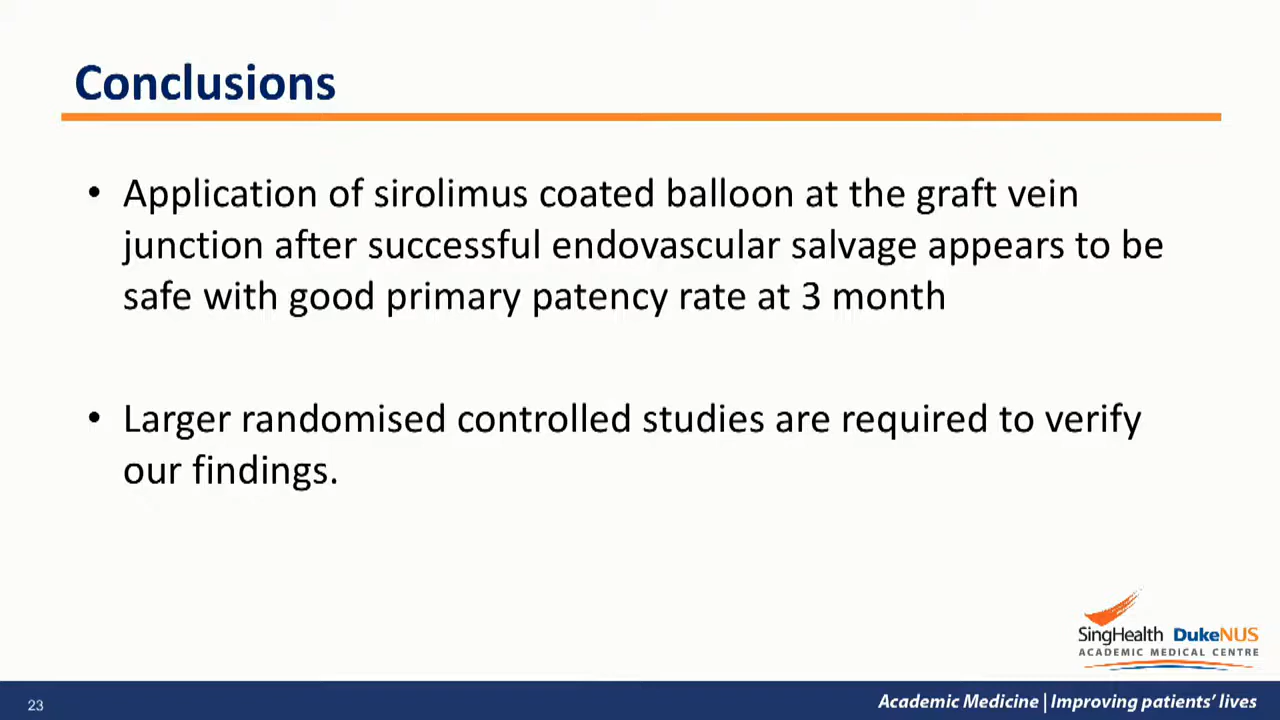 Conclusions
• Application of sirolimus coated balloon at the graft vein
junction after successful endovascular salvage appears to be
safe with good primary patency rate at 3 month
• Larger randomised controlled studies are required to verify
our findings.
SingHealth DukeNUS
ACADEMIC MEDICAL CENTRE
23
Academic Medicine | Improving patients' lives